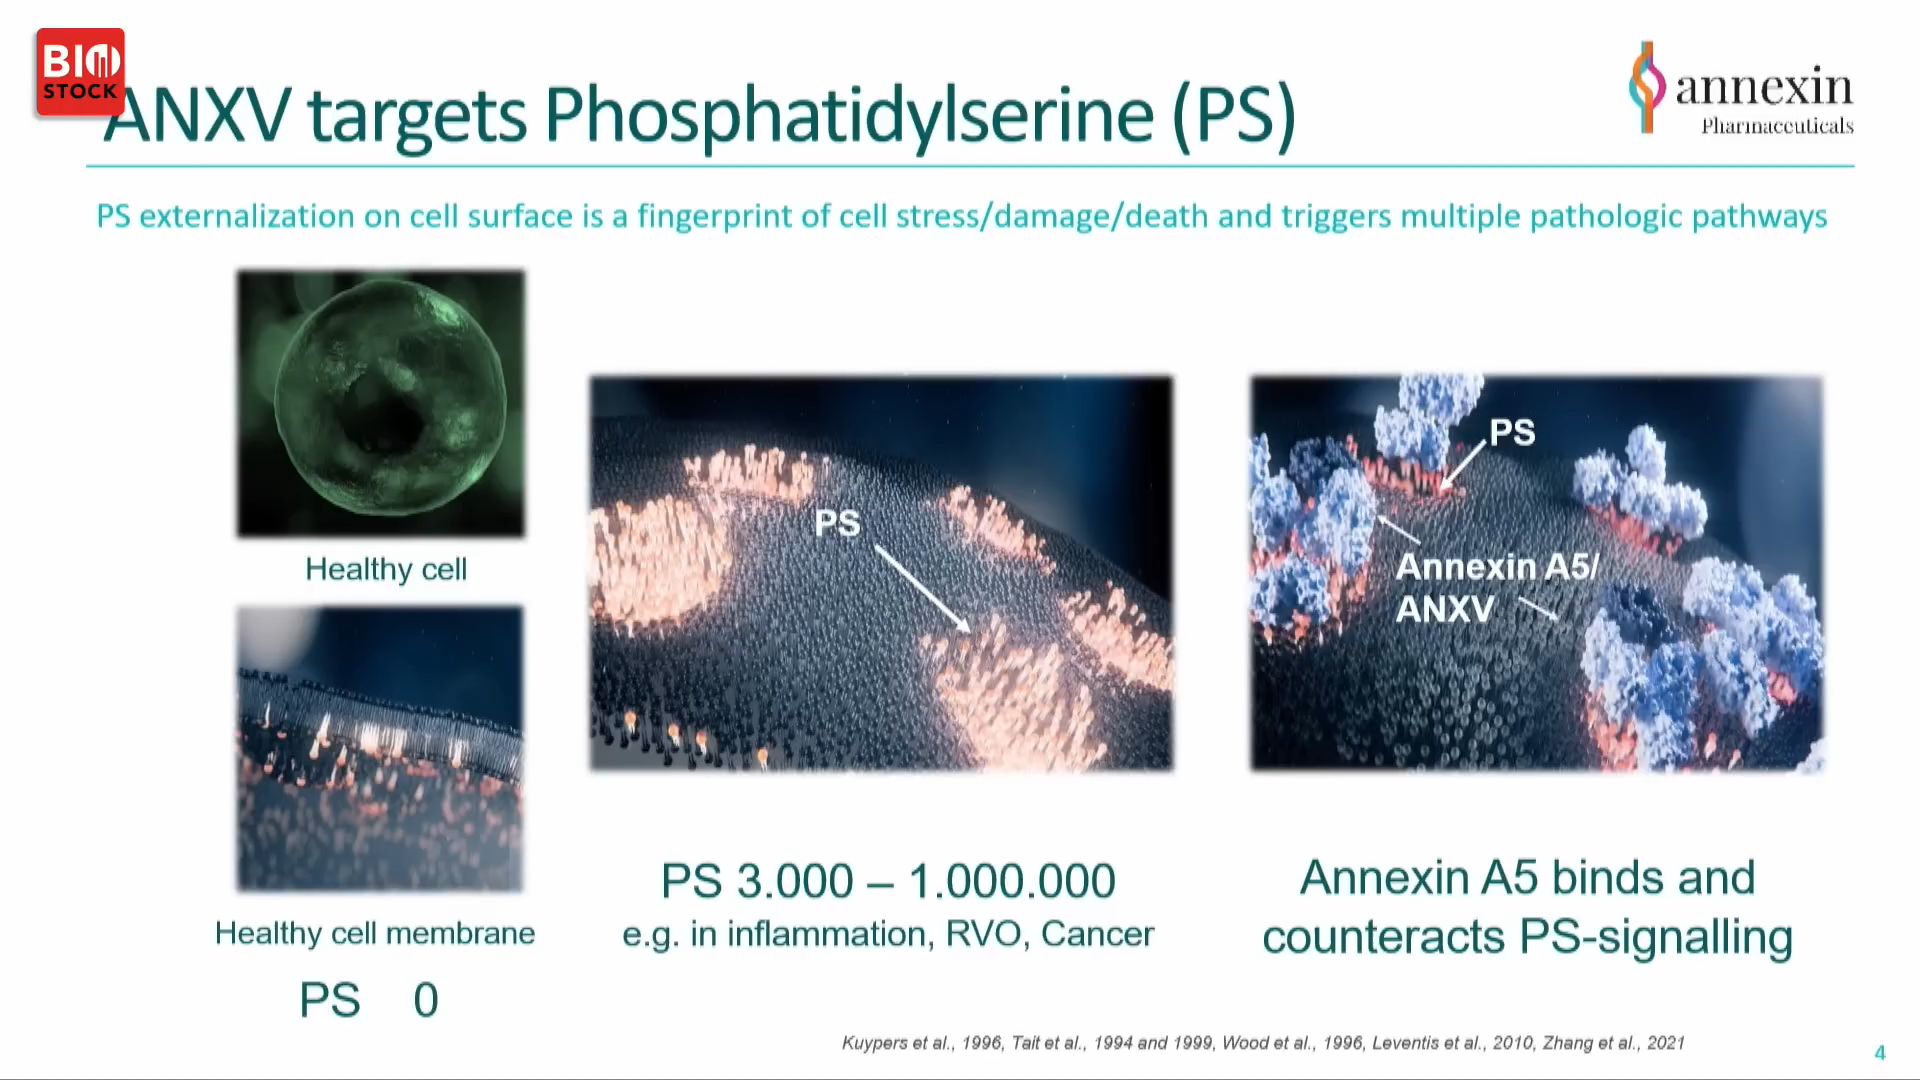 BIO
STOCK
ANXV targets Phosphatidylserine (PS)
annexin
Pharmaceuticals
PS externalization on cell surface is a fingerprint of cell stress/damage/death and triggers multiple pathologic pathways
Healthy cell
Healthy cell membrane
PS 0
PS
PS 3.000 – 1.000.000
e.g. in inflammation, RVO, Cancer
PS
Annexin A5/
ANXV
Annexin A5 binds and
counteracts PS-signalling
Kuypers et al., 1996, Tait et al., 1994 and 1999, Wood et al., 1996, Leventis et al., 2010, Zhang et al., 2021
4